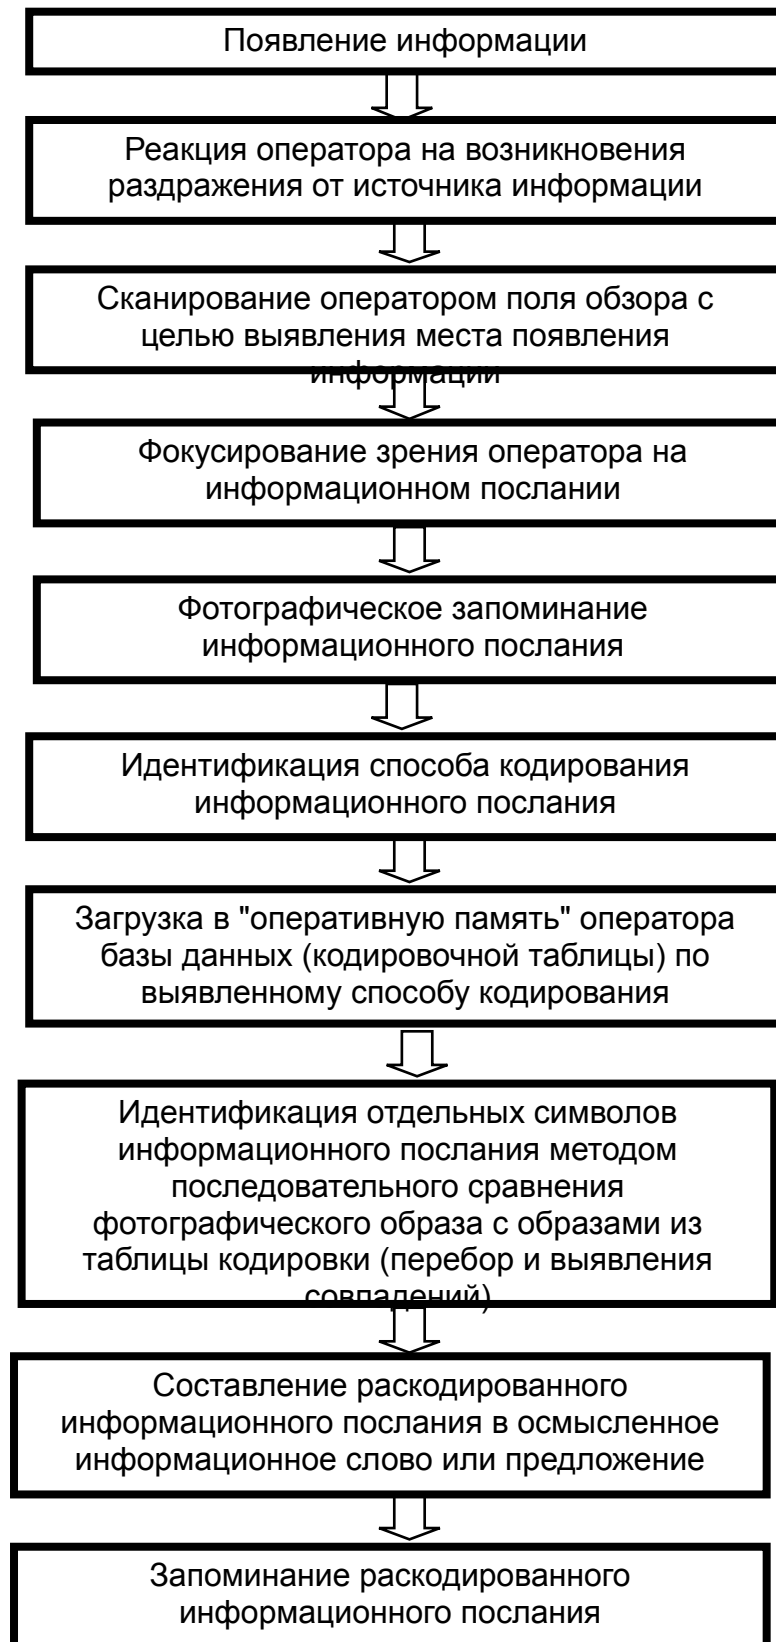 Появление информации
Реакция оператора на возникновения
раздражения от источника информации
Сканирование оператором поля обзора с
целью выявления места появления
информации
Фокусирование зрения оператора на
информационном послании
Фотографическое запоминание
информационного послания
Идентификация способа кодирования
информационного послания
Загрузка в "оперативную память" оператора
базы данных (кодировочной таблицы) по
выявленному способу кодирования
Идентификация отдельных символов
информационного послания методом
последовательного сравнения
фотографического образа с образами из
таблицы кодировки (перебор и выявления
совпадений)
Составление раскодированного
информационного послания в осмысленное
информационное слово или предложение
Запоминание раскодированного
информационного послания